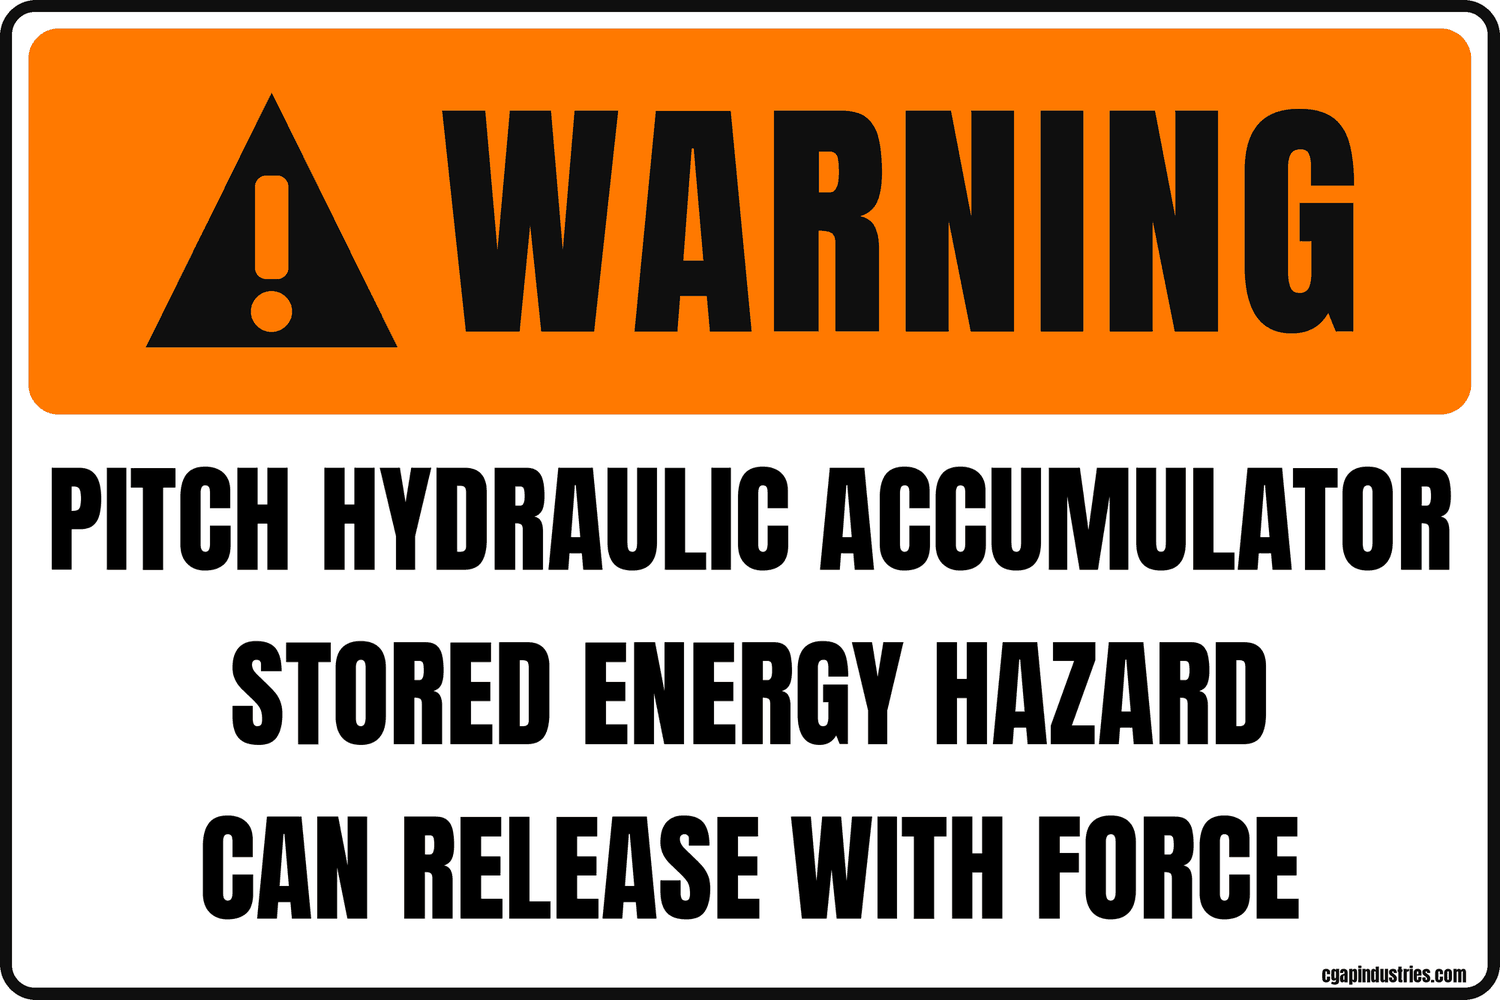 WARNING
PITCH HYDRAULIC ACCUMULATOR
STORED ENERGY HAZARD
CAN RELEASE WITH FORCE
cgapindustries.com